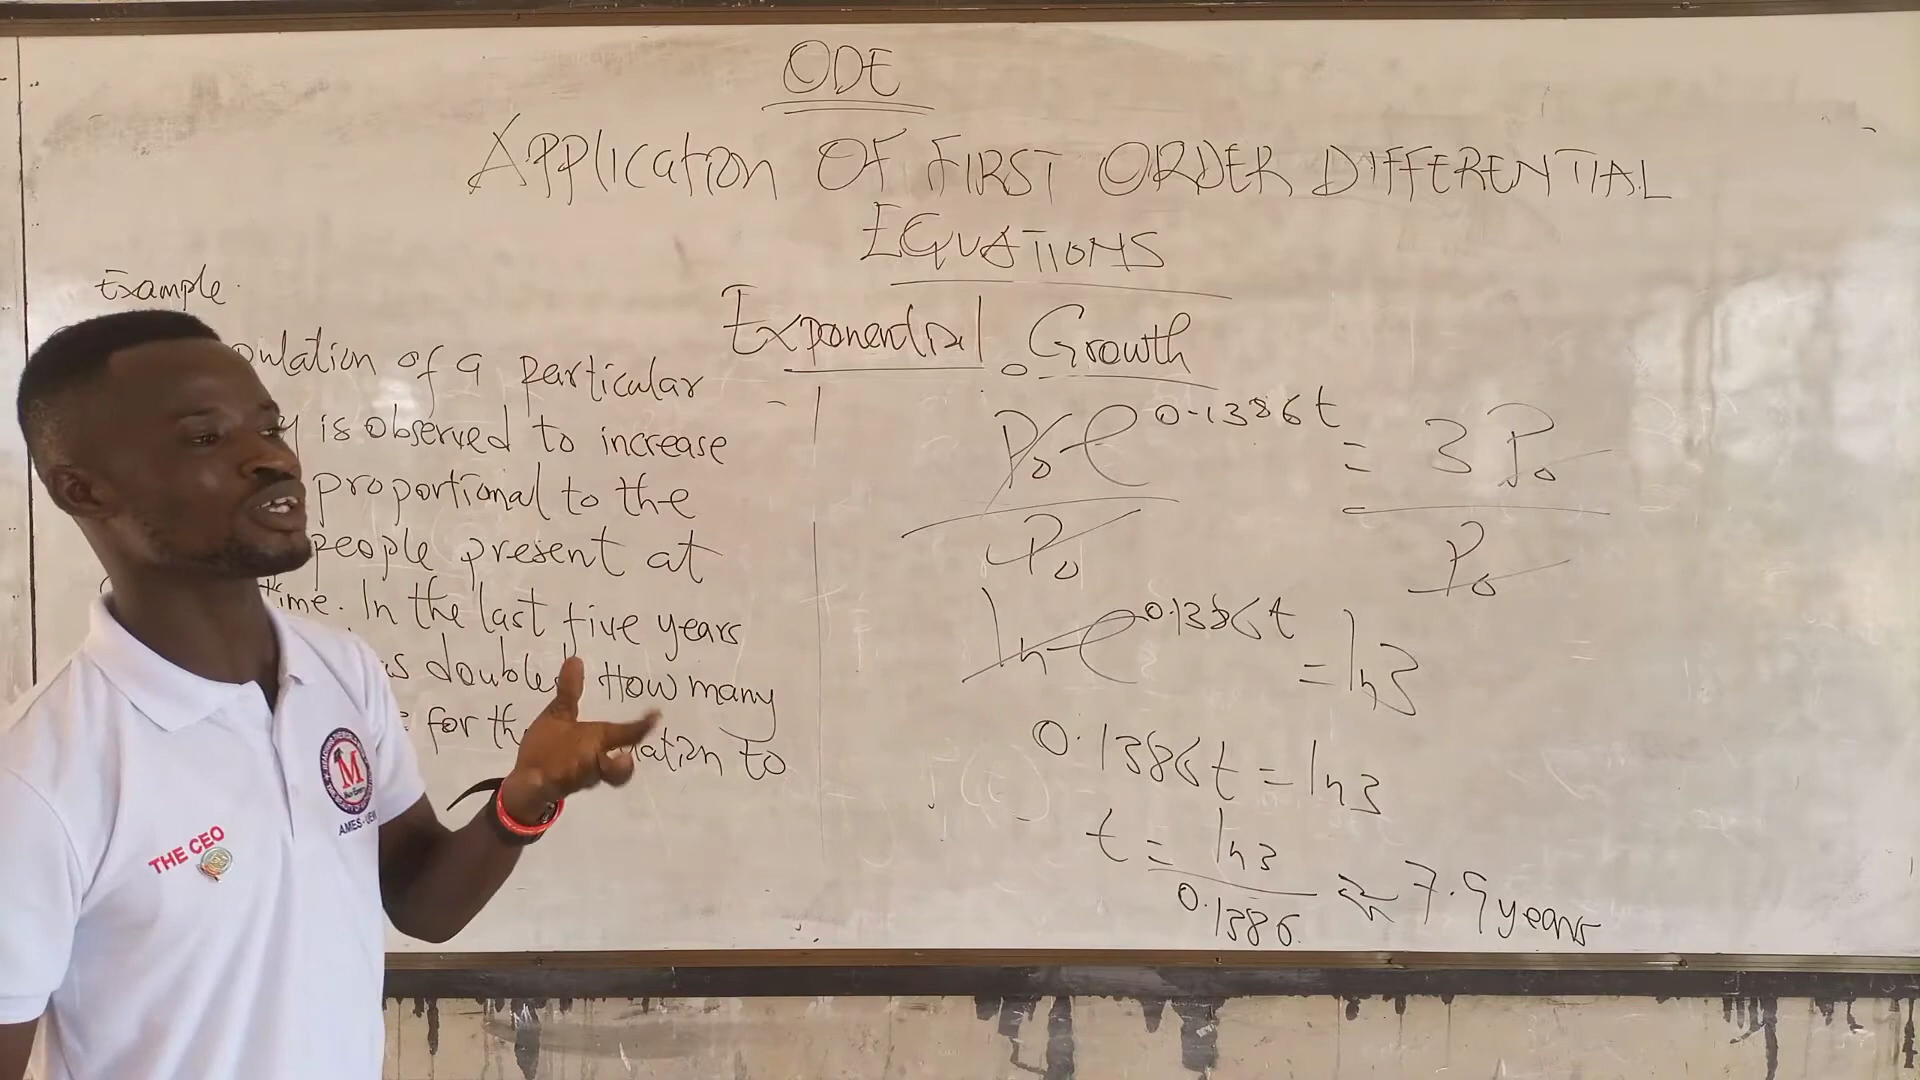 ODE
APPLICATION OF FIRST ORDER DIFFERENTIAL
EQUATIONS
Exponential Growth
Example.
of a particular
is observed to increase
proportional to the
people present at
time. In the last five years
doubled How many
for the to
P₀e^0.1386t = 3P₀
P₀ P₀
ln e^0.1386t = ln3
0.1386t = ln3
t = ln3 / 0.1386 ≈ 7.9 years
M
THE CEO